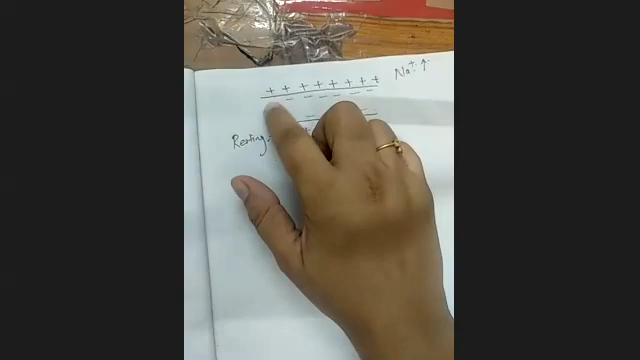 + + + + + + + + Na⁺ ↑
− − − − − −
− −
Resting